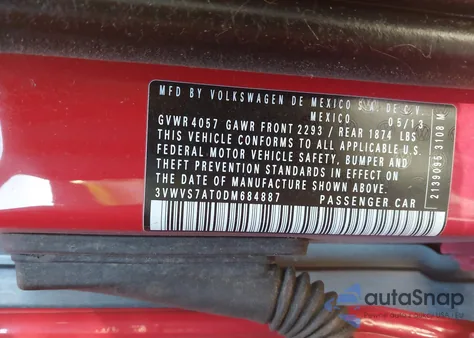 MFD BY VOLKSWAGEN DE MEXICO S.A. DE C.V.
MEXICO 05/13
GVWR 4057 GAWR FRONT 2293 / REAR 1874 LBS
THIS VEHICLE CONFORMS TO ALL APPLICABLE U.S.
FEDERAL MOTOR VEHICLE SAFETY, BUMPER AND
THEFT PREVENTION STANDARDS IN EFFECT ON
THE DATE OF MANUFACTURE SHOWN ABOVE.
3VWVS7AT0DM684887 PASSENGER CAR
2139095 3108 M
autoSnap